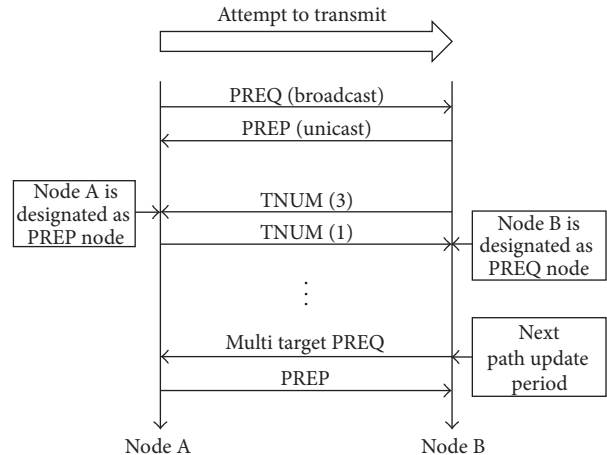 Attempt to transmit
PREQ (broadcast)
PREP (unicast)
Node A is
designated as
PREP node
TNUM (3)
TNUM (1)
Node B is
designated as
PREQ node
Multi target PREQ
Next
path update
period
PREP
Node A
Node B